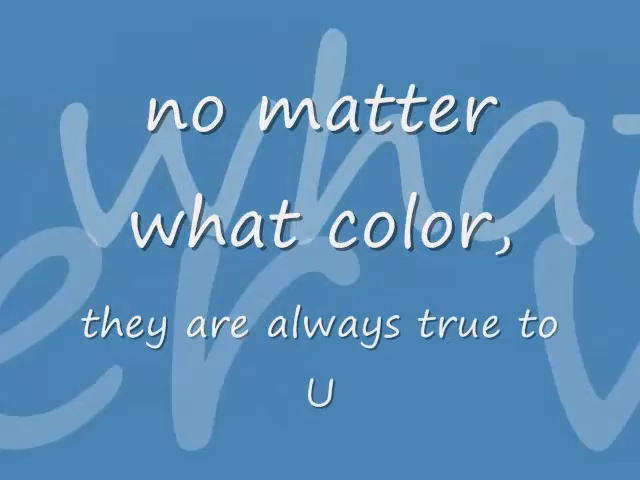 no matter
what color,
they are always true to
U